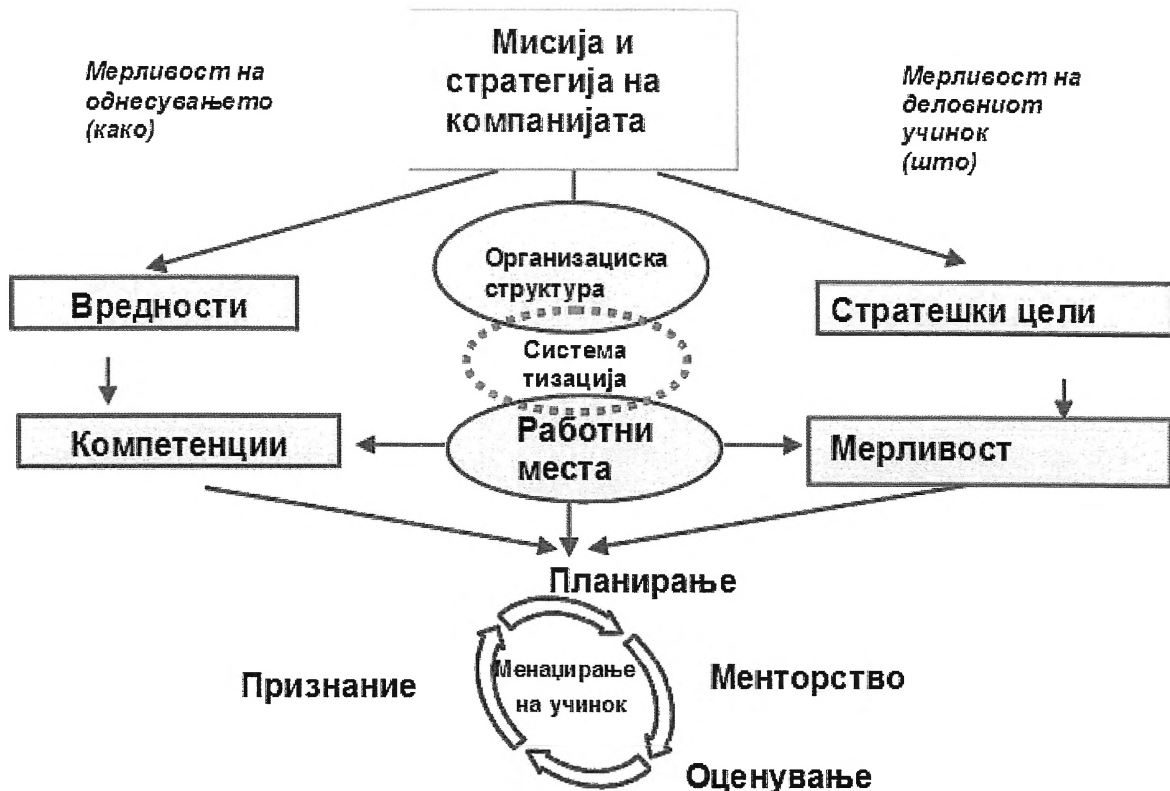 Мисија и
стратегија на
компанијата
Мерливост на
однесувањето
(како)
Мерливост на
деловниот
учинок
(што)
Организациска
структура
Вредности
Стратешки цели
Система
тизација
Компетенции
Работни
места
Мерливост
Планирање
Признание
Менаџирање
на учинок
Менторство
Оценување